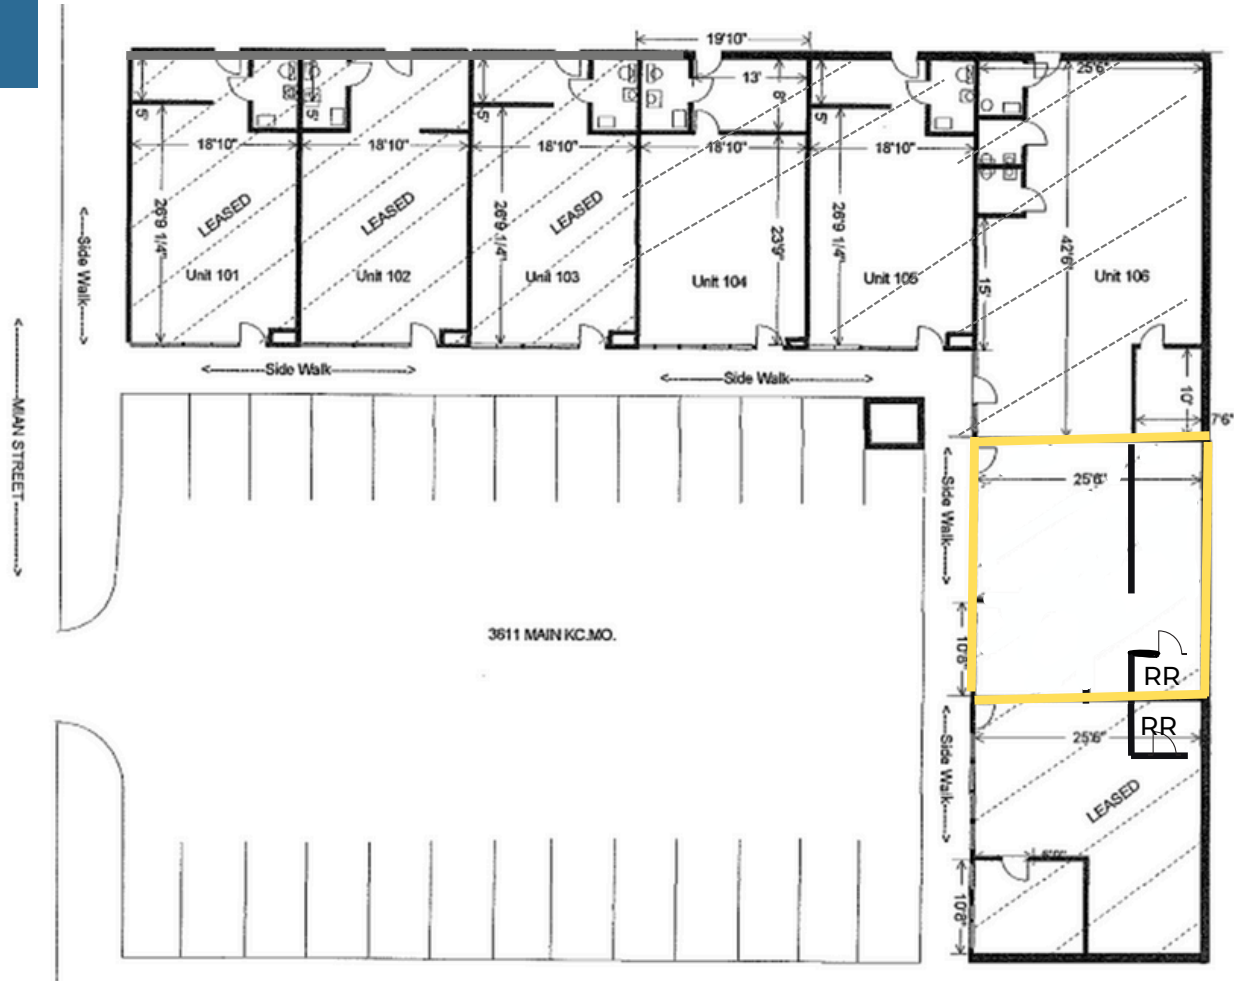 19'10"
13'
8'
25'6"
5'
5'
5'
5'
18'10"
18'10"
18'10"
18'10"
18'10"
26'9 1/4"
26'9 1/4"
23'9"
26'9 1/4"
42'6"
15'
LEASED
LEASED
LEASED
Unit 101
Unit 102
Unit 103
Unit 104
Unit 105
Unit 106
<----Side Walk----->
<-------Side Walk--------->
<-------Side Walk--------->
10'
7'6"
<---------------MIAN STREET--------------->
25'6"
<----Side Walk----->
3611 MAIN KC.MO.
10'8"
RR
RR
25'6"
<----Side Walk----->
LEASED
10'8"